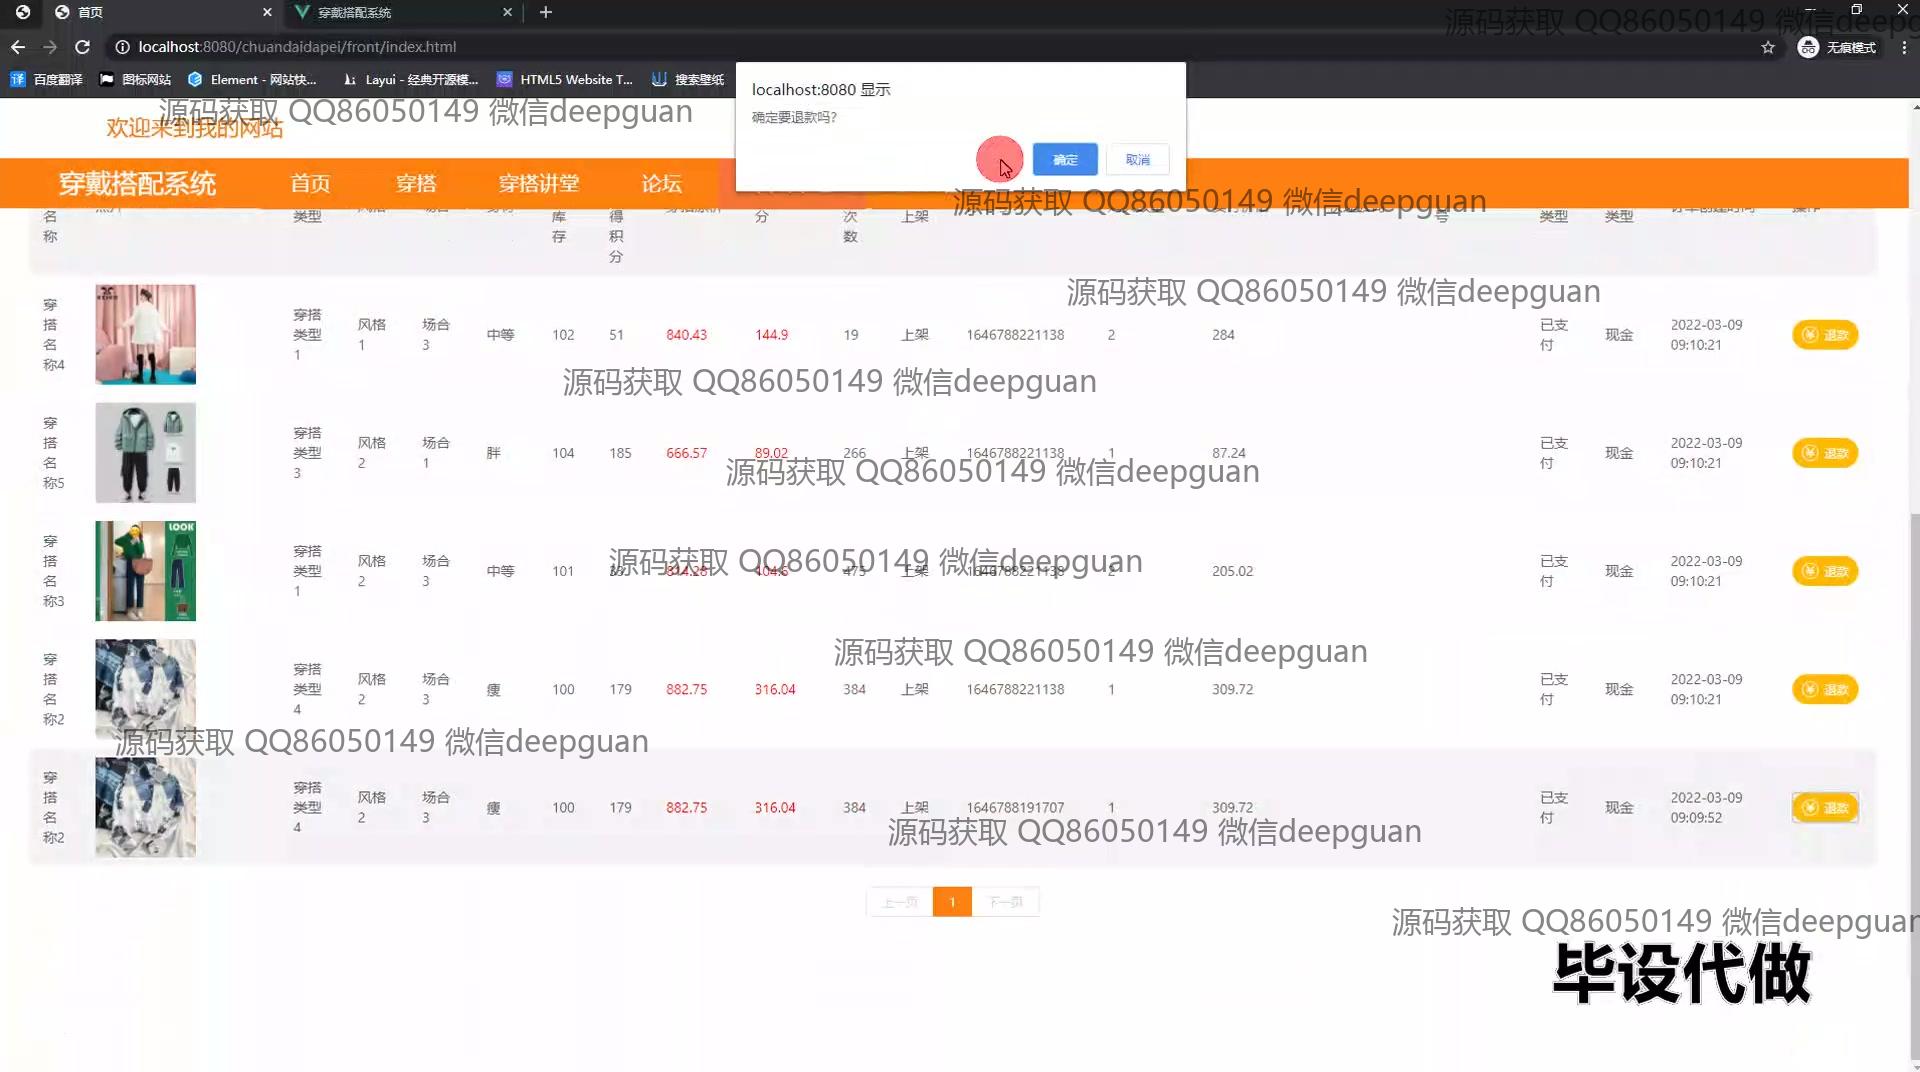 首页
穿戴搭配系统
localhost:8080/chuandaidapei/front/index.html
无痕模式
百度翻译
图标网站
Element - 网站快...
Layui - 经典开源模...
HTML5 Website T...
搜索壁纸
localhost:8080 显示
确定要退款吗?
确定
取消
源码获取 QQ86050149 微信deepg
源码获取 QQ86050149 微信deepguan
欢迎来到我的网站
穿戴搭配系统
首页
穿搭
穿搭讲堂
论坛
源码获取 QQ86050149 微信deepguan
名称
类型
库存
得积分
分
次数
上架
号
类型
类型
源码获取 QQ86050149 微信deepguan
穿搭名称4
穿搭类型1
风格1
场合3
中等
102
51
840.43
144.9
19
上架
1646788221138
2
284
已支付
现金
2022-03-09 09:10:21
退款
源码获取 QQ86050149 微信deepguan
穿搭名称5
穿搭类型3
风格2
场合1
胖
104
185
666.57
89.02
266
上架
1646788221138
1
87.24
已支付
现金
2022-03-09 09:10:21
退款
源码获取 QQ86050149 微信deepguan
LOOK
穿搭名称3
穿搭类型1
风格2
场合3
中等
101
475
上架
1646788221138
2
205.02
已支付
现金
2022-03-09 09:10:21
退款
源码获取 QQ86050149 微信deepguan
源码获取 QQ86050149 微信deepguan
穿搭名称2
穿搭类型4
风格2
场合3
瘦
100
179
882.75
316.04
384
上架
1646788221138
1
309.72
已支付
现金
2022-03-09 09:10:21
退款
源码获取 QQ86050149 微信deepguan
穿搭名称2
穿搭类型4
风格2
场合3
瘦
100
179
882.75
316.04
384
上架
1646788191707
1
309.72
已支付
现金
2022-03-09 09:09:52
退款
源码获取 QQ86050149 微信deepguan
上一页
1
下一页
源码获取 QQ86050149 微信deepguan
毕设代做